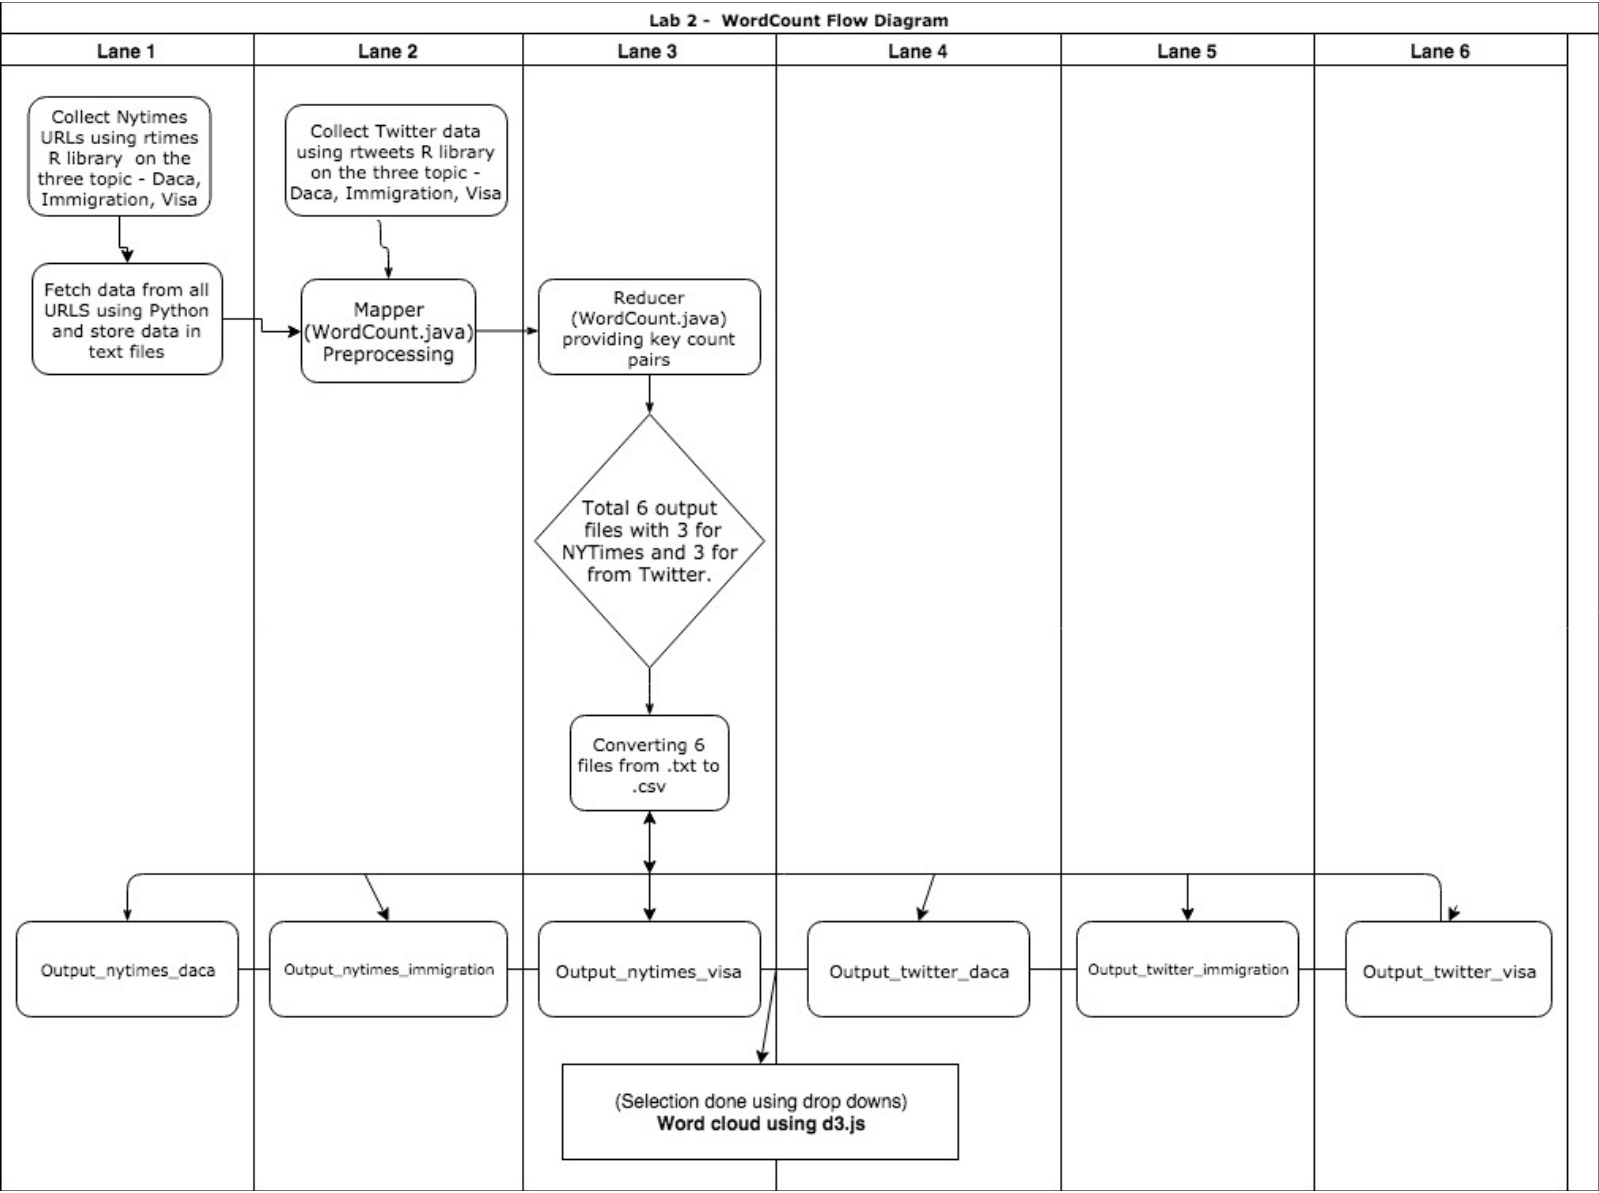 Lab 2 - WordCount Flow Diagram
Lane 1
Lane 2
Lane 3
Lane 4
Lane 5
Lane 6
Collect Nytimes
URLs using rtimes
R library on the
three topic - Daca,
Immigration, Visa
Collect Twitter data
using rtweets R library
on the three topic -
Daca, Immigration, Visa
Fetch data from all
URLS using Python
and store data in
text files
Mapper
(WordCount.java)
Preprocessing
Reducer
(WordCount.java)
providing key count
pairs
Total 6 output
files with 3 for
NYTimes and 3 for
from Twitter.
Converting 6
files from .txt to
.csv
Output_nytimes_daca
Output_nytimes_immigration
Output_nytimes_visa
Output_twitter_daca
Output_twitter_immigration
Output_twitter_visa
(Selection done using drop downs)
Word cloud using d3.js